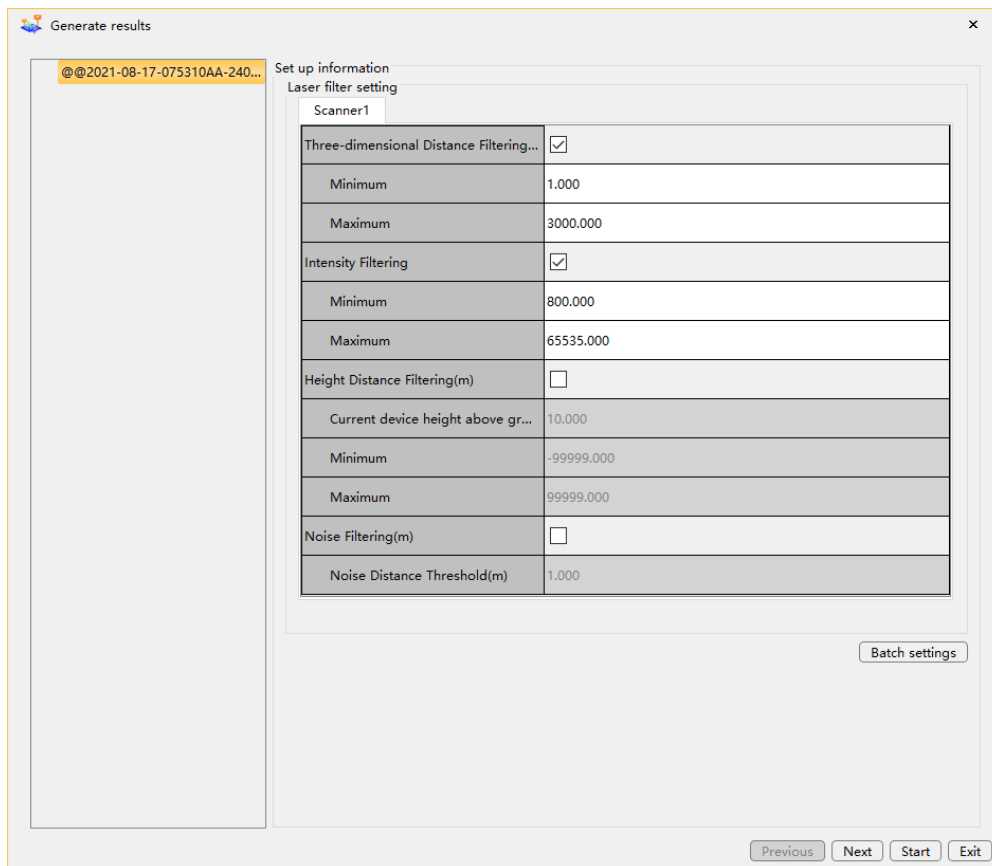 Generate results
@@2021-08-17-075310AA-240...
Set up information
Laser filter setting
Scanner1
Three-dimensional Distance Filtering...
Minimum 1.000
Maximum 3000.000
Intensity Filtering
Minimum 800.000
Maximum 65535.000
Height Distance Filtering(m)
Current device height above gr... 10.000
Minimum -99999.000
Maximum 99999.000
Noise Filtering(m)
Noise Distance Threshold(m) 1.000
Batch settings
Previous Next Start Exit